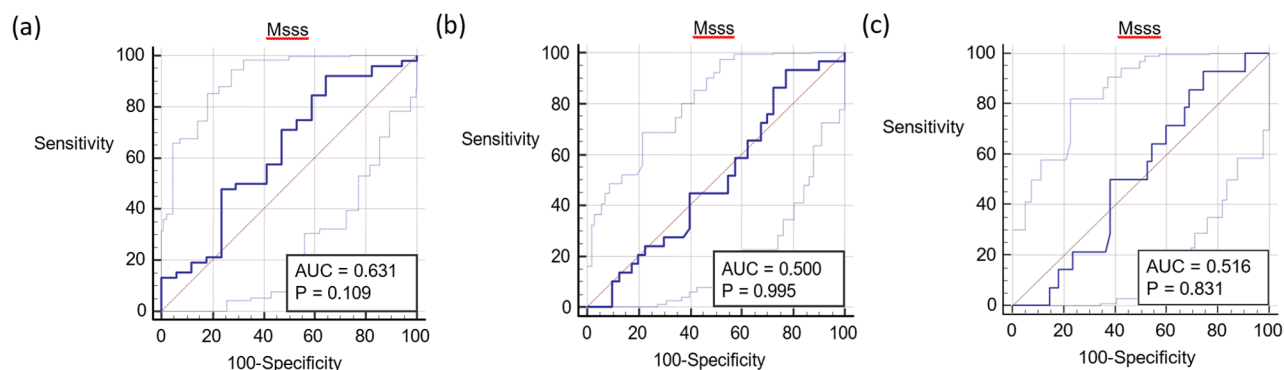 (a)
Msss
100
80
60
40
20
0
Sensitivity
0 20 40 60 80 100
100-Specificity
AUC = 0.631
P = 0.109
(b)
Msss
100
80
60
40
20
0
Sensitivity
0 20 40 60 80 100
100-Specificity
AUC = 0.500
P = 0.995
(c)
Msss
100
80
60
40
20
0
Sensitivity
0 20 40 60 80 100
100-Specificity
AUC = 0.516
P = 0.831